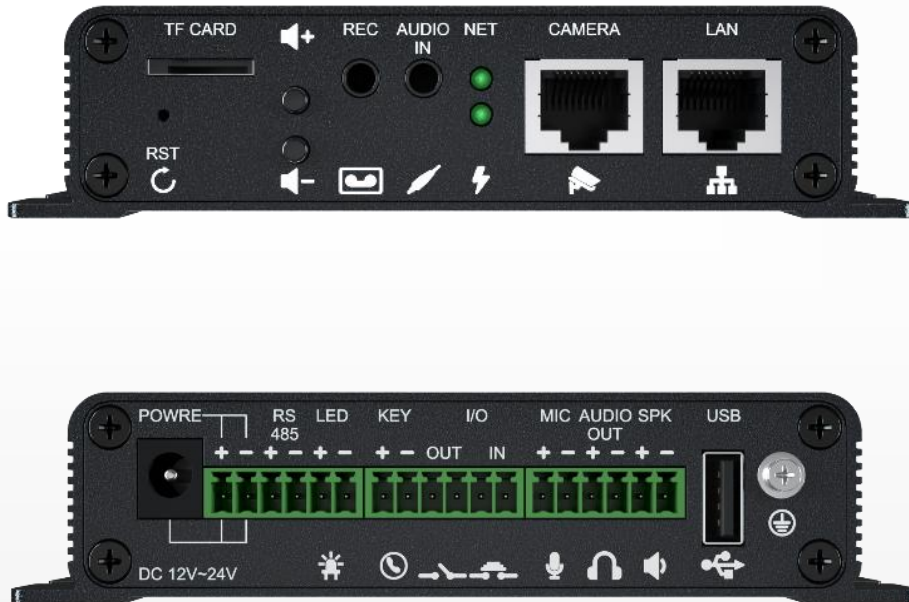 TF CARD REC AUDIO NET CAMERA LAN
IN
RST
POWRE RS LED KEY I/O MIC AUDIO SPK USB
485 OUT
+ - + - + - + - OUT IN + - + - + -
DC 12V~24V